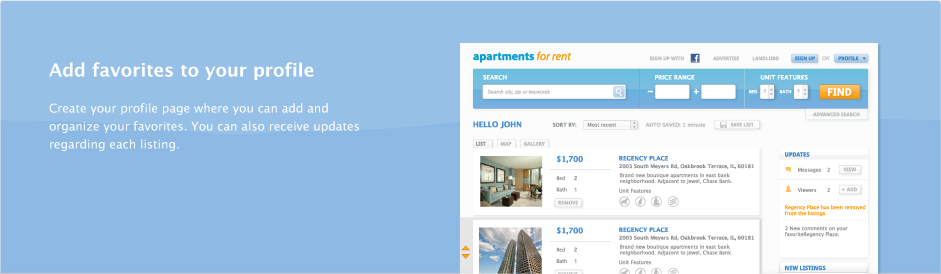 Add favorites to your profile
Create your profile page where you can add and
organize your favorites. You can also receive updates
regarding each listing.
apartments for rent
SIGN UP WITH
ADVERTISE
LANDLORD
SIGN UP OR PROFILE
SEARCH
PRICE RANGE
UNIT FEATURES
Search city, zip or keywords
BED 1 BATH 1
FIND
ADVANCED SEARCH
HELLO JOHN
SORT BY: Most recent
AUTO SAVED: 1 minute
SAVE LIST
LIST MAP GALLERY
$1,700
Bed 2
Bath 1
REMOVE
REGENCY PLACE
2003 South Meyers Rd, Oakbrook Terrace, IL, 60181
Brand new boutique apartments in east bank
neighborhood. Adjacent to Jewel, Chase Bank.
Unit Features
$1,700
Bed 2
Bath 1
REMOVE
REGENCY PLACE
2003 South Meyers Rd, Oakbrook Terrace, IL, 60181
Brand new boutique apartments in east bank
neighborhood. Adjacent to Jewel, Chase Bank.
Unit Features
UPDATES
Messages 2 VIEW
Viewers 2 + ADD
Regency Place has been removed
from the listings.
2 New comments on your
favoriteRegency Place.
NEW LISTINGS